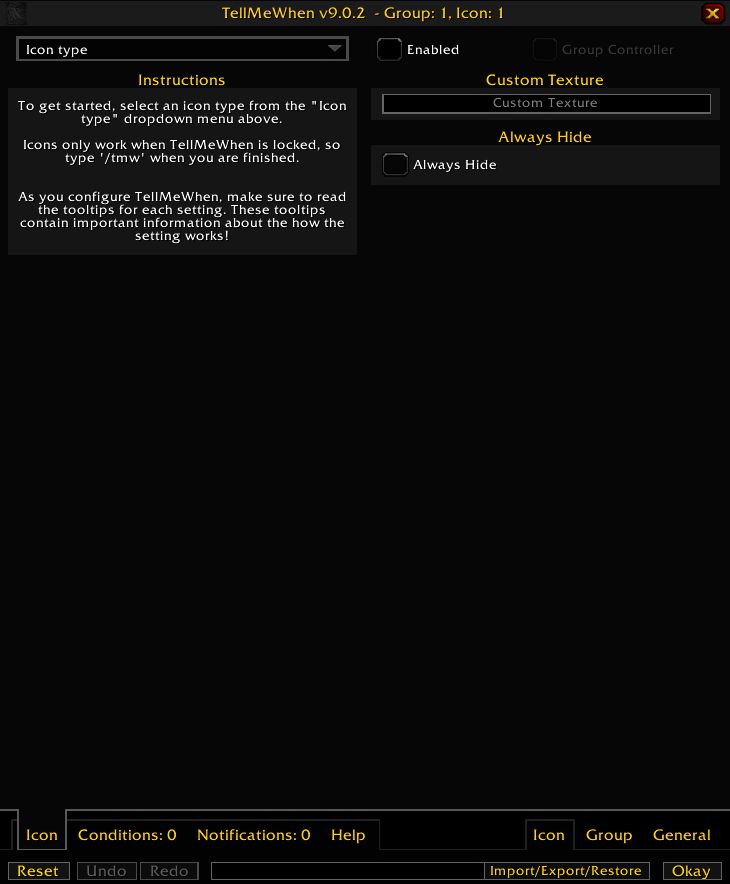 TellMeWhen v9.0.2 - Group: 1, Icon: 1
Icon type
Enabled
Group Controller
Instructions
To get started, select an icon type from the "Icon
type" dropdown menu above.
Icons only work when TellMeWhen is locked, so
type '/tmw' when you are finished.
As you configure TellMeWhen, make sure to read
the tooltips for each setting. These tooltips
contain important information about the how the
setting works!
Custom Texture
Custom Texture
Always Hide
Always Hide
Icon Conditions: 0 Notifications: 0 Help
Icon Group General
Reset Undo Redo Import/Export/Restore Okay